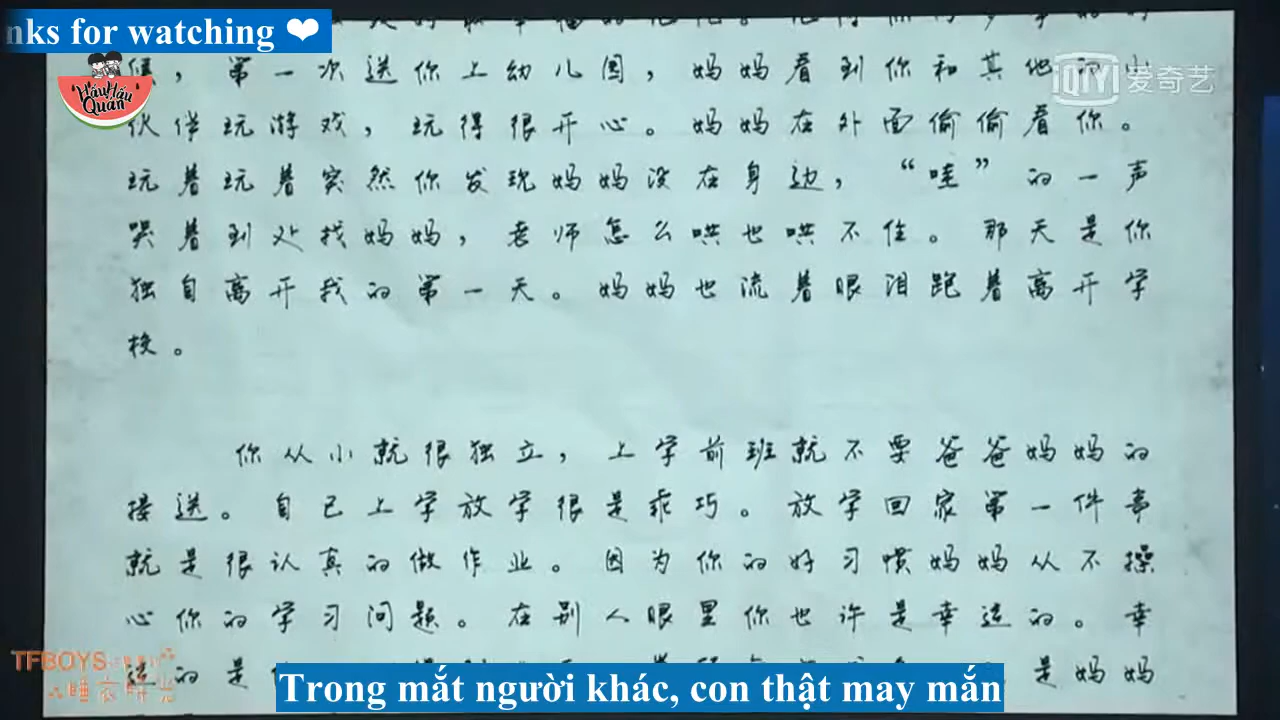 nks for watching ❤
HấuHấu
Quán
iQIYI 爱奇艺
候，第一次送你上幼儿园，妈妈看到你和其他的小
伙伴玩游戏，玩得很开心。妈妈在外面偷偷看你。
玩着玩着突然你发现妈妈没在身边，“哇”的一声
哭着到处找妈妈，老师怎么哄也哄不住。那天是你
独自离开我的第一天。妈妈也流着眼泪跑着离开学
校。
你从小就很独立，上学前班就不要爸爸妈妈的
接送。自己上学放学很是乖巧。放学回家第一件事
就是很认真的做作业。因为你的好习惯妈妈从不操
心你的学习问题。在别人眼里你也许是幸运的。幸
运的是 是妈妈
TFBOYS
睡衣时光
Trong mắt người khác, con thật may mắn